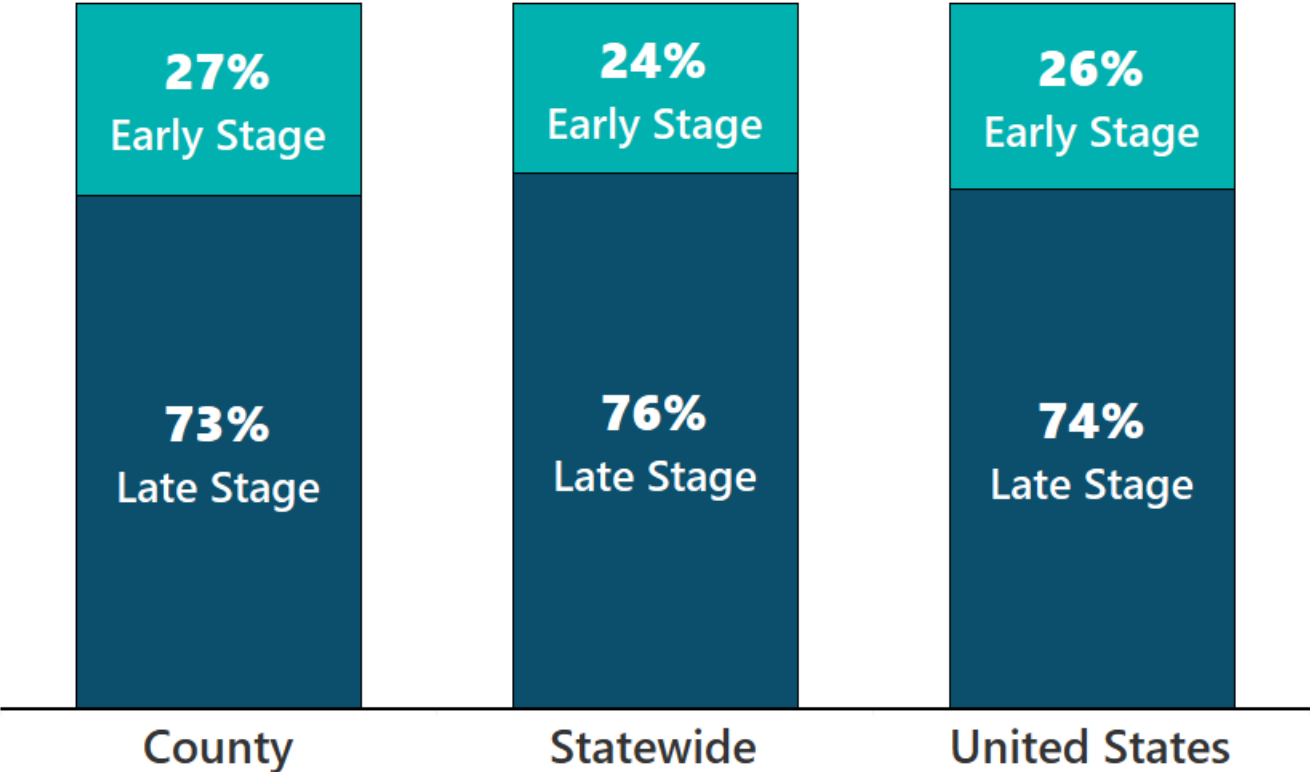 27%
Early Stage
73%
Late Stage
County
24%
Early Stage
76%
Late Stage
Statewide
26%
Early Stage
74%
Late Stage
United States